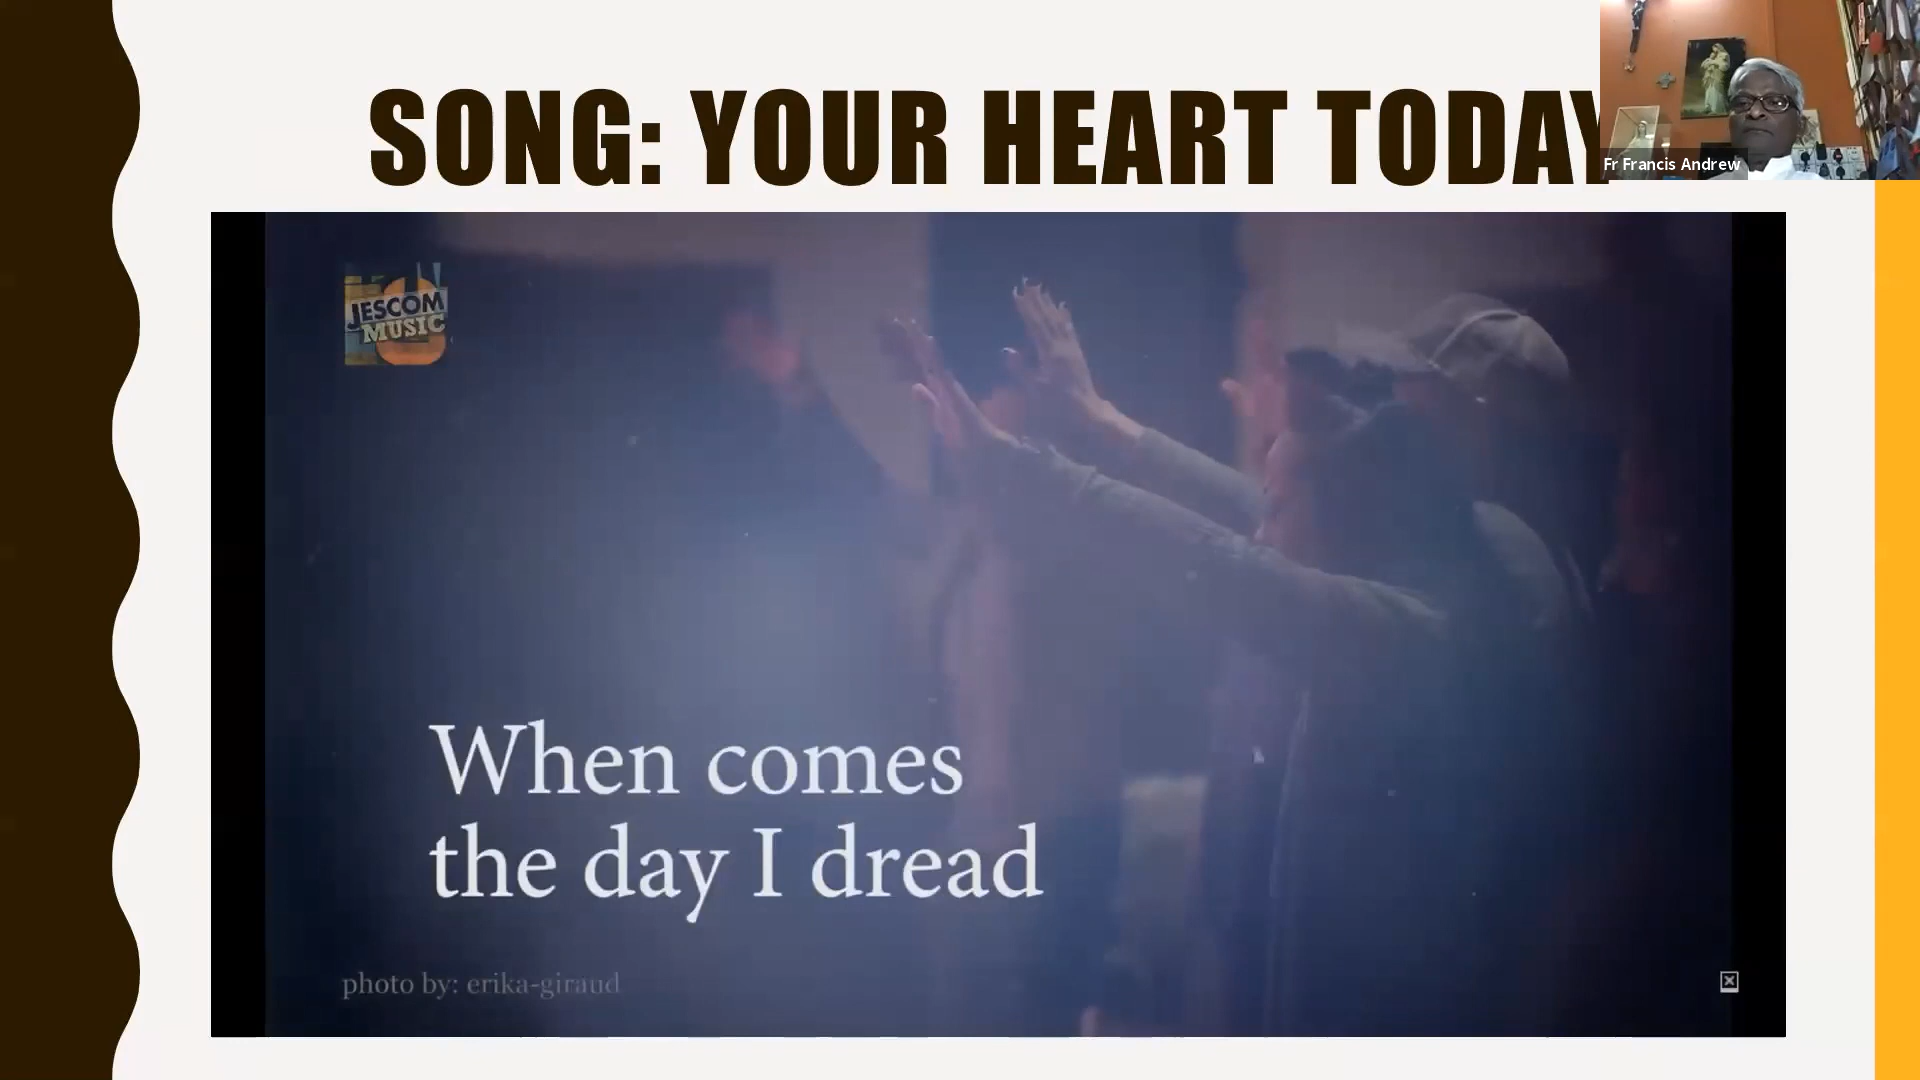 SONG: YOUR HEART TODAY
Fr Francis Andrew
JESCOM
MUSIC
When comes
the day I dread
photo by: erika-giraud